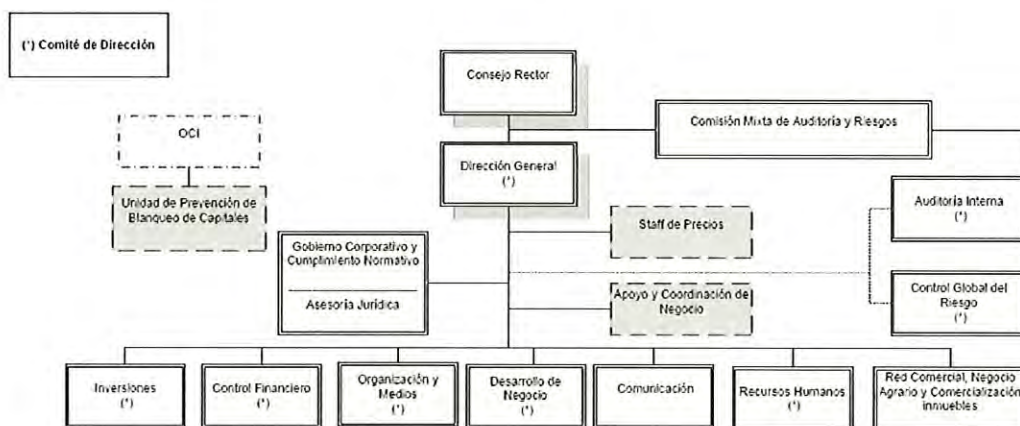 (*) Comité de Dirección
Consejo Rector
Comisión Mixta de Auditoría y Riesgos
OCI
Dirección General
(*)
Unidad de Prevención de
Blanqueo de Capitales
Auditoría Interna
(*)
Staff de Precios
Gobierno Corporativo y
Cumplimiento Normativo
Asesoría Jurídica
Apoyo y Coordinación de
Negocio
Control Global del
Riesgo
(*)
Inversiones
(*)
Control Financiero
(*)
Organización y
Medios
(*)
Desarrollo de
Negocio
(*)
Comunicación
Recursos Humanos
(*)
Red Comercial, Negocio
Agrario y Comercialización
inmuebles